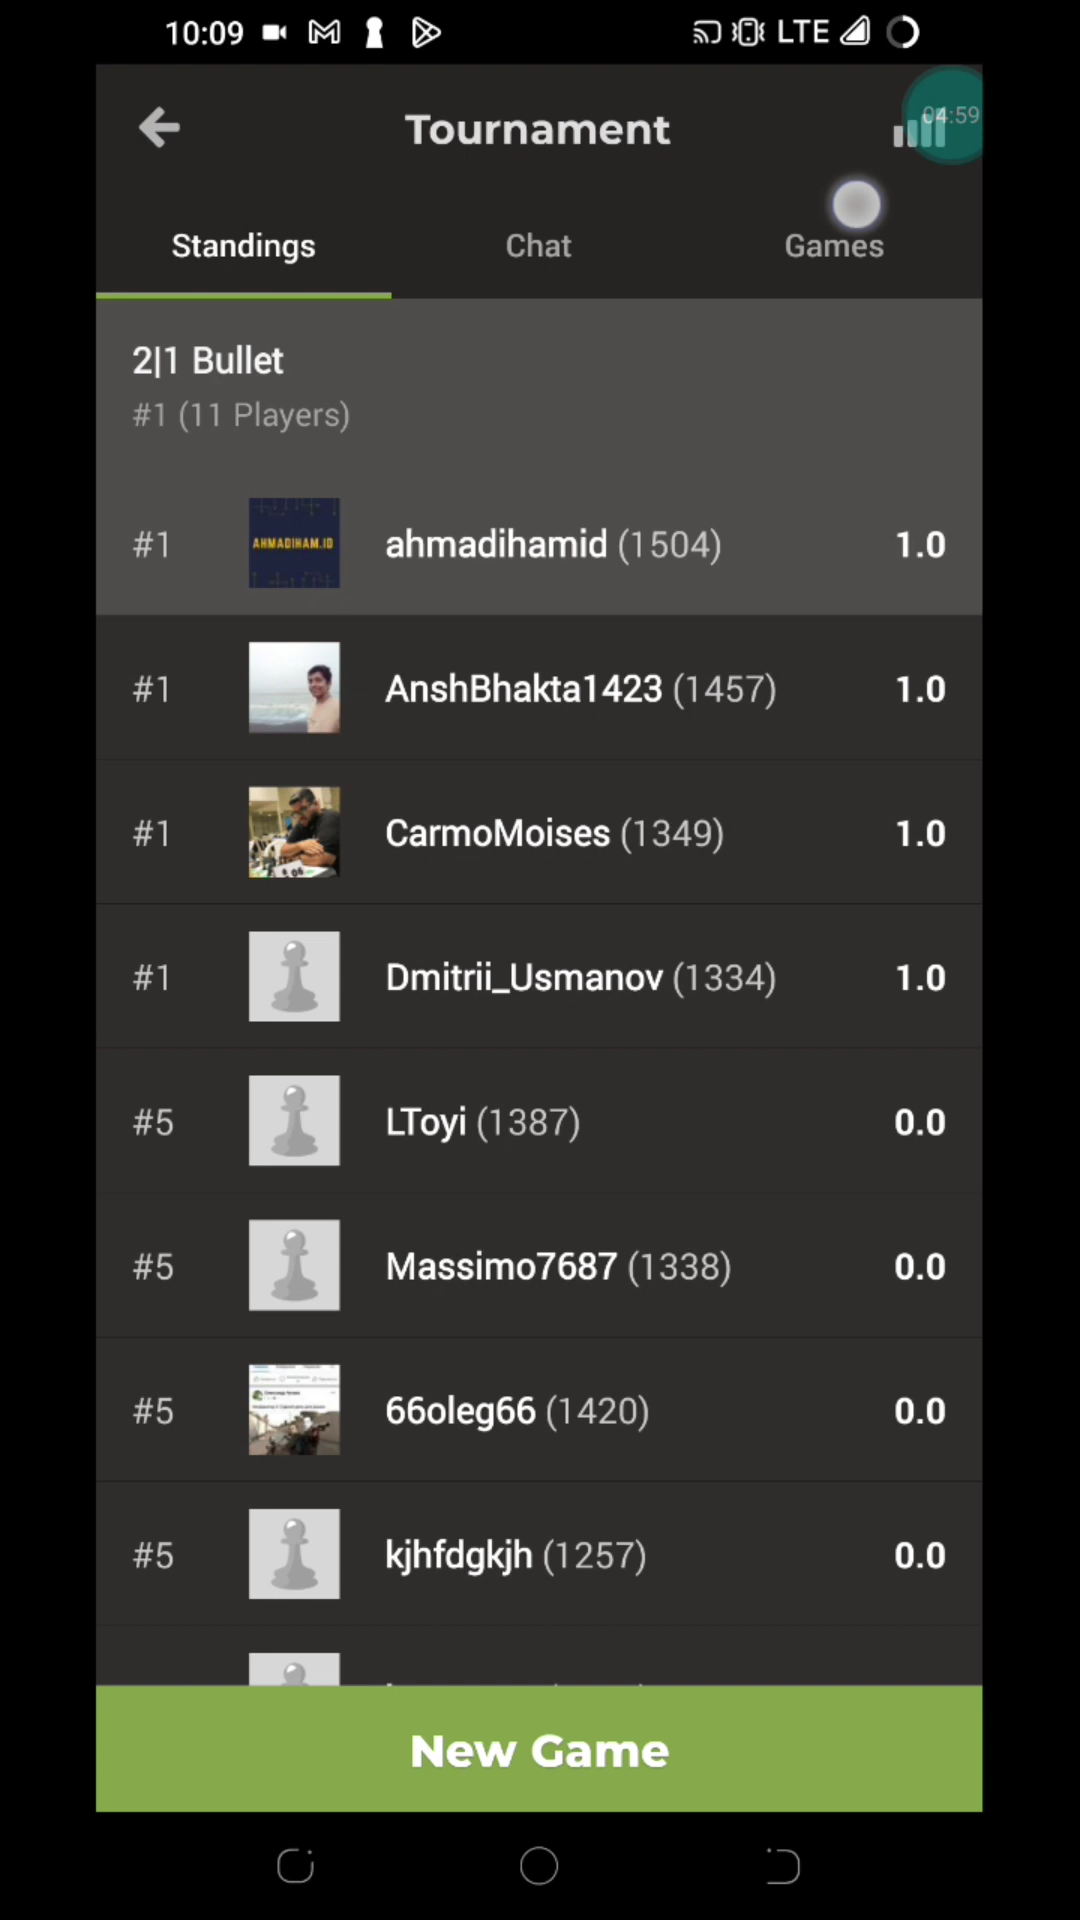 10:09 LTE
Tournament
04:59
Standings Chat Games
2|1 Bullet
#1 (11 Players)
#1 AHMADIHAM.ID ahmadihamid (1504) 1.0
#1 AnshBhakta1423 (1457) 1.0
#1 CarmoMoises (1349) 1.0
#1 Dmitrii_Usmanov (1334) 1.0
#5 LToyi (1387) 0.0
#5 Massimo7687 (1338) 0.0
#5 66oleg66 (1420) 0.0
#5 kjhfdgkjh (1257) 0.0
New Game